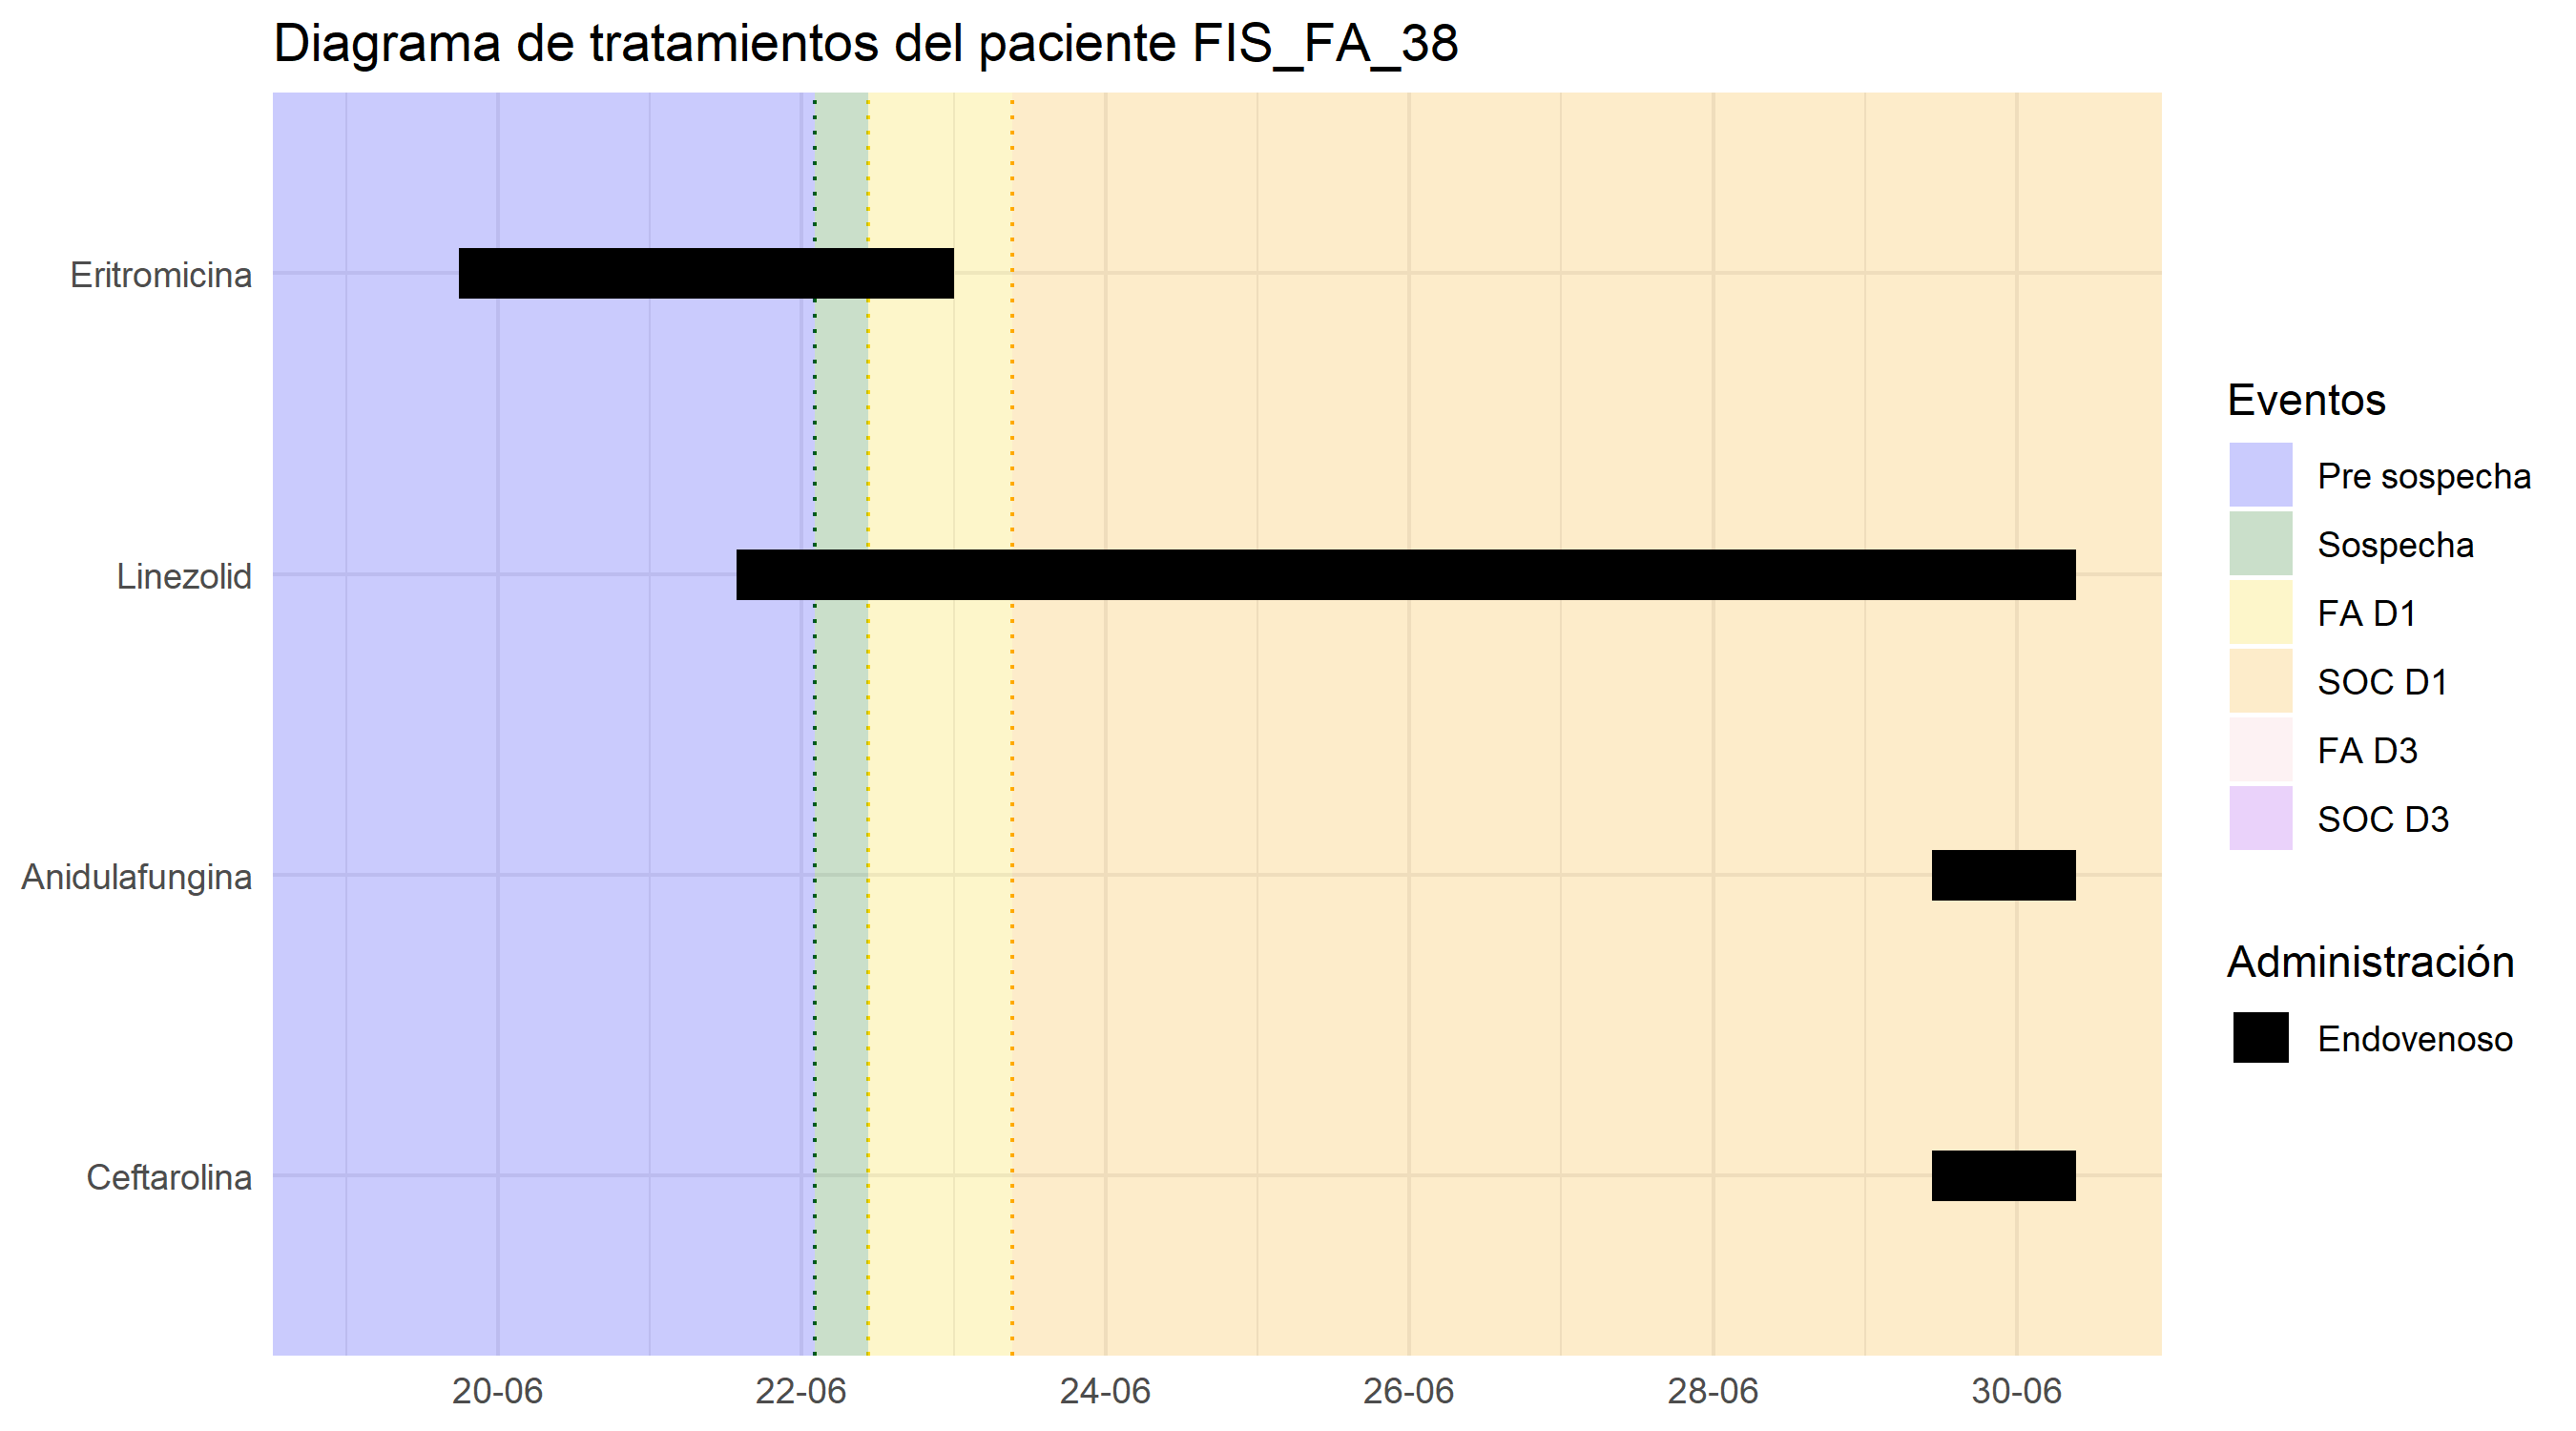 Diagrama de tratamientos del paciente FIS_FA_38
Eritromicina
Linezolid
Anidulafungina
Ceftarolina
20-06
22-06
24-06
26-06
28-06
30-06
Eventos
Pre sospecha
Sospecha
FA D1
SOC D1
FA D3
SOC D3
Administración
Endovenoso